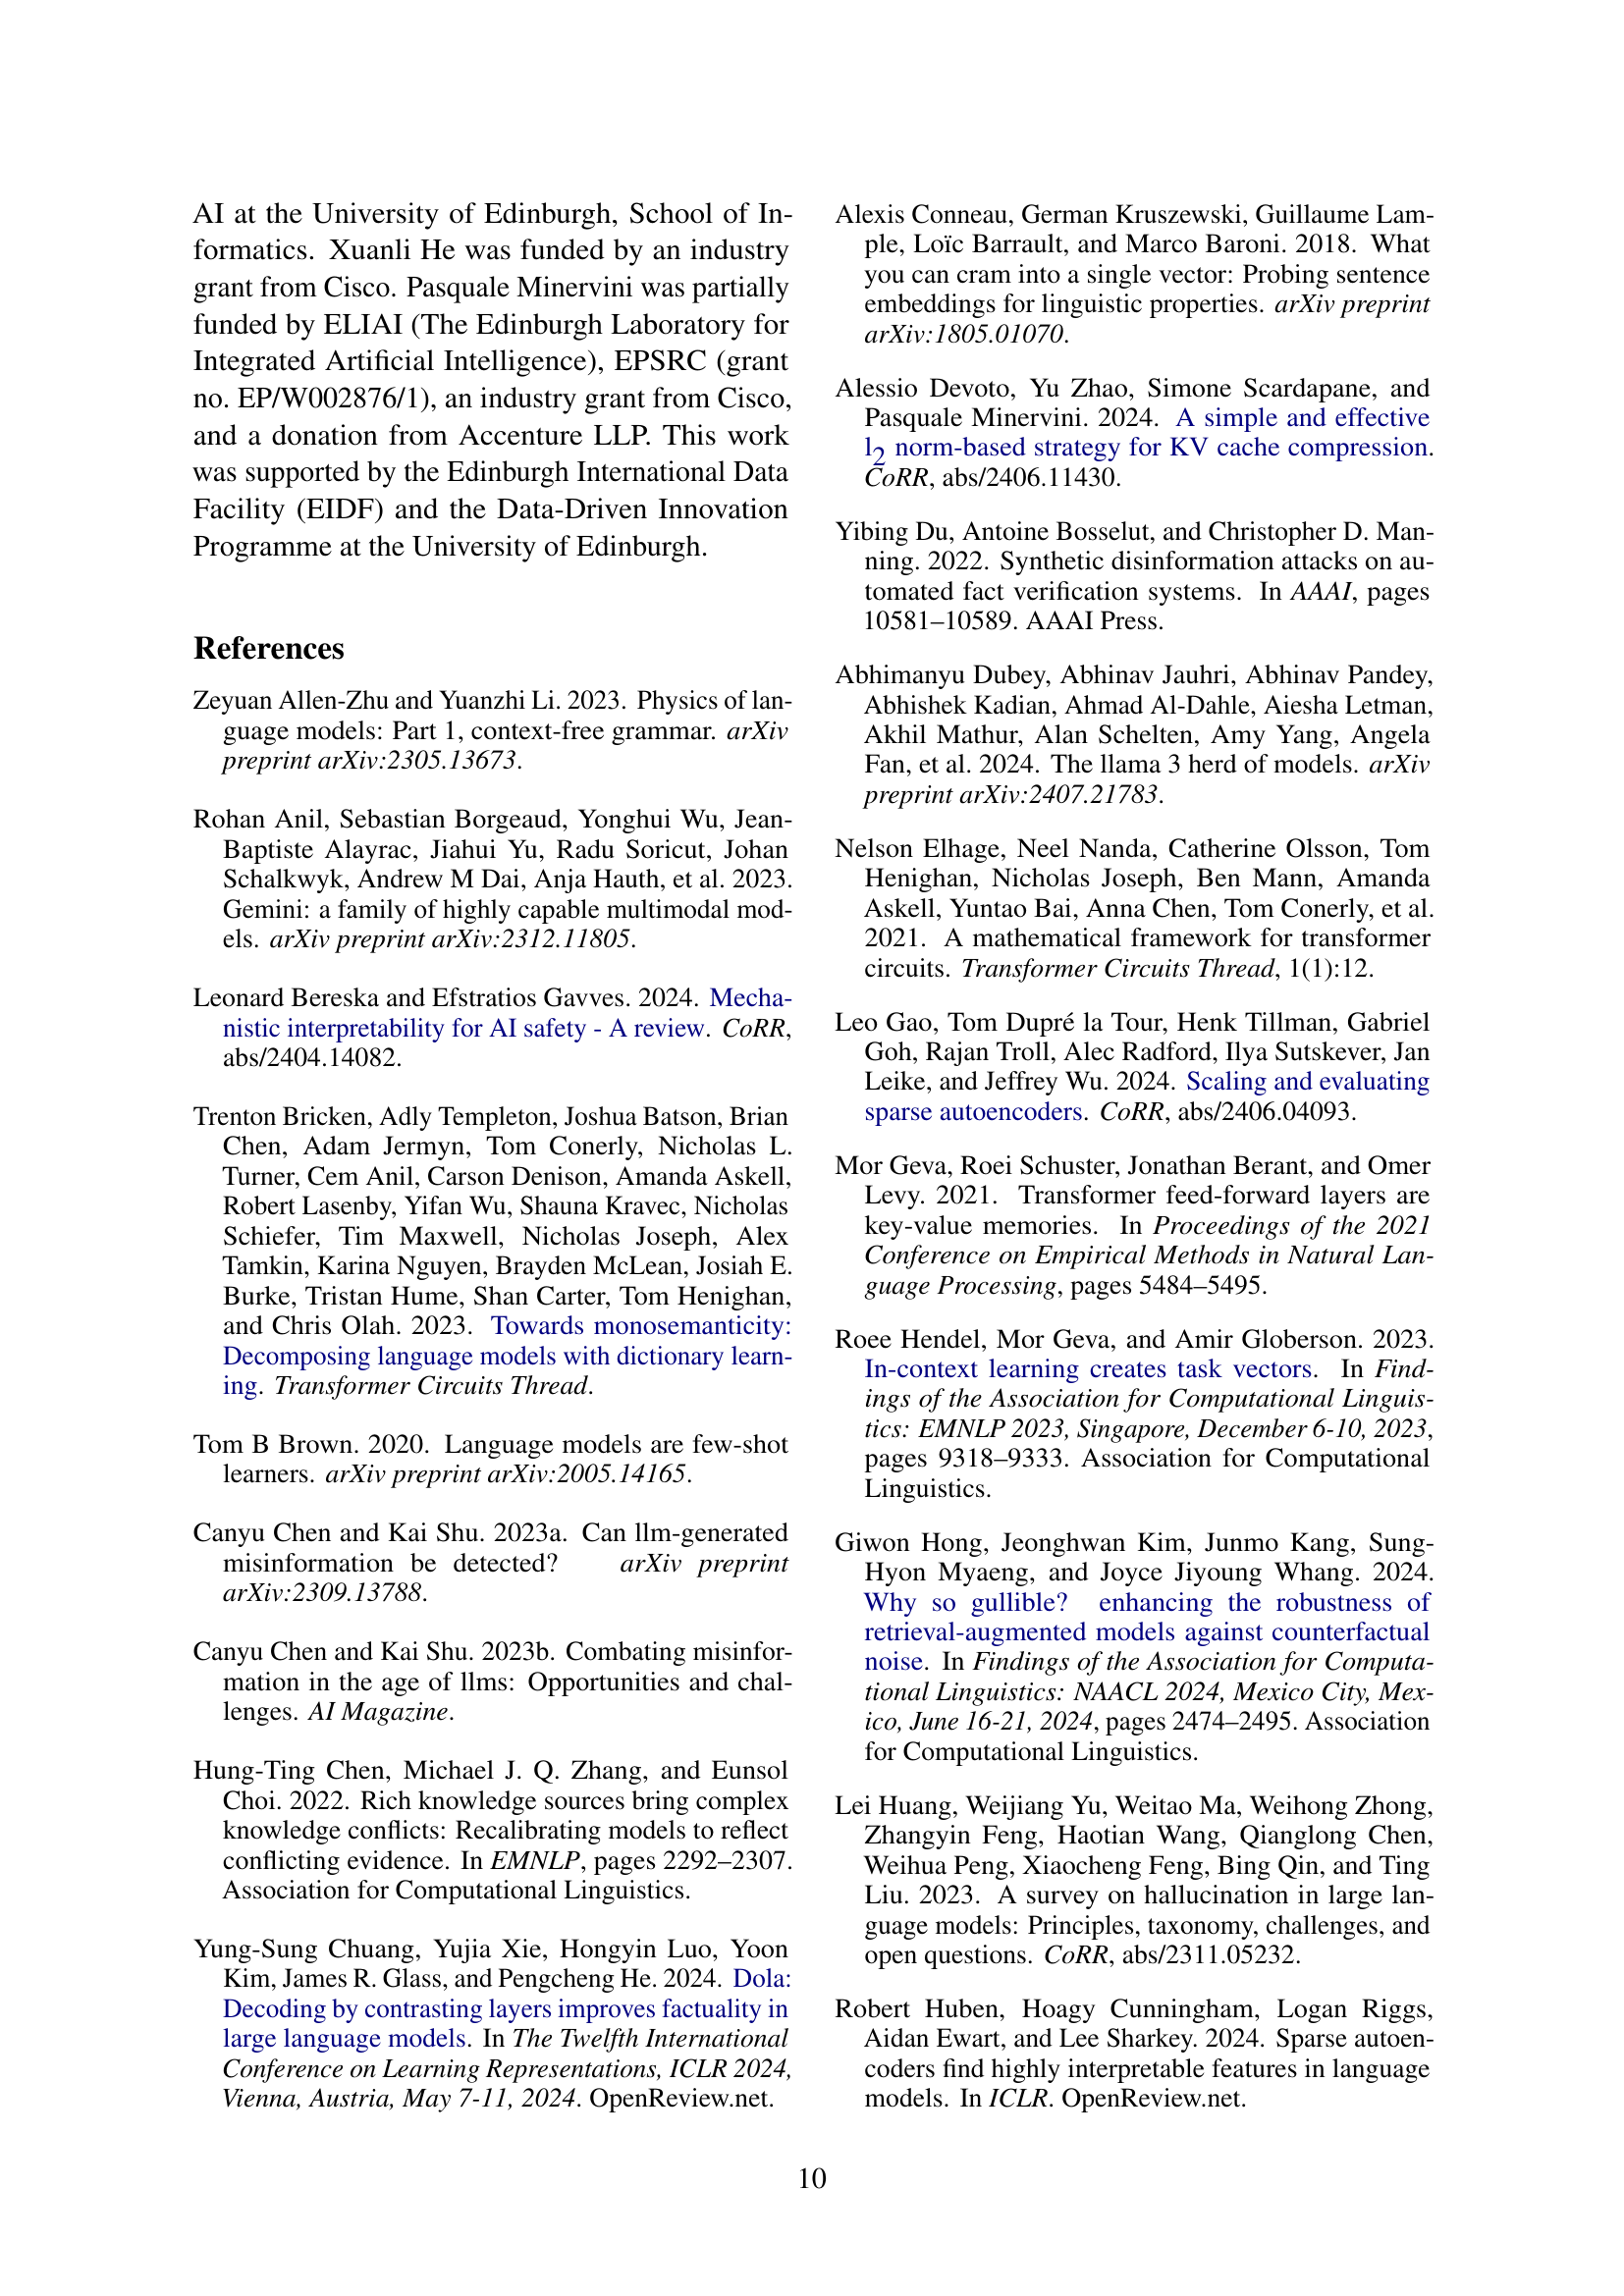 AI at the University of Edinburgh, School of In-
formatics. Xuanli He was funded by an industry
grant from Cisco. Pasquale Minervini was partially
funded by ELIAI (The Edinburgh Laboratory for
Integrated Artificial Intelligence), EPSRC (grant
no. EP/W002876/1), an industry grant from Cisco,
and a donation from Accenture LLP. This work
was supported by the Edinburgh International Data
Facility (EIDF) and the Data-Driven Innovation
Programme at the University of Edinburgh.
References
Zeyuan Allen-Zhu and Yuanzhi Li. 2023. Physics of lan-
guage models: Part 1, context-free grammar. arXiv
preprint arXiv:2305.13673.
Rohan Anil, Sebastian Borgeaud, Yonghui Wu, Jean-
Baptiste Alayrac, Jiahui Yu, Radu Soricut, Johan
Schalkwyk, Andrew M Dai, Anja Hauth, et al. 2023.
Gemini: a family of highly capable multimodal mod-
els. arXiv preprint arXiv:2312.11805.
Leonard Bereska and Efstratios Gavves. 2024. Mecha-
nistic interpretability for AI safety - A review. CoRR,
abs/2404.14082.
Trenton Bricken, Adly Templeton, Joshua Batson, Brian
Chen, Adam Jermyn, Tom Conerly, Nicholas L.
Turner, Cem Anil, Carson Denison, Amanda Askell,
Robert Lasenby, Yifan Wu, Shauna Kravec, Nicholas
Schiefer, Tim Maxwell, Nicholas Joseph, Alex
Tamkin, Karina Nguyen, Brayden McLean, Josiah E.
Burke, Tristan Hume, Shan Carter, Tom Henighan,
and Chris Olah. 2023. Towards monosemanticity:
Decomposing language models with dictionary learn-
ing. Transformer Circuits Thread.
Tom B Brown. 2020. Language models are few-shot
learners. arXiv preprint arXiv:2005.14165.
Canyu Chen and Kai Shu. 2023a. Can llm-generated
misinformation be detected? arXiv preprint
arXiv:2309.13788.
Canyu Chen and Kai Shu. 2023b. Combating misinfor-
mation in the age of llms: Opportunities and chal-
lenges. AI Magazine.
Hung-Ting Chen, Michael J. Q. Zhang, and Eunsol
Choi. 2022. Rich knowledge sources bring complex
knowledge conflicts: Recalibrating models to reflect
conflicting evidence. In EMNLP, pages 2292–2307.
Association for Computational Linguistics.
Yung-Sung Chuang, Yujia Xie, Hongyin Luo, Yoon
Kim, James R. Glass, and Pengcheng He. 2024. Dola:
Decoding by contrasting layers improves factuality in
large language models. In The Twelfth International
Conference on Learning Representations, ICLR 2024,
Vienna, Austria, May 7-11, 2024. OpenReview.net.
Alexis Conneau, German Kruszewski, Guillaume Lam-
ple, Loïc Barrault, and Marco Baroni. 2018. What
you can cram into a single vector: Probing sentence
embeddings for linguistic properties. arXiv preprint
arXiv:1805.01070.
Alessio Devoto, Yu Zhao, Simone Scardapane, and
Pasquale Minervini. 2024. A simple and effective
l2 norm-based strategy for KV cache compression.
CoRR, abs/2406.11430.
Yibing Du, Antoine Bosselut, and Christopher D. Man-
ning. 2022. Synthetic disinformation attacks on au-
tomated fact verification systems. In AAAI, pages
10581–10589. AAAI Press.
Abhimanyu Dubey, Abhinav Jauhri, Abhinav Pandey,
Abhishek Kadian, Ahmad Al-Dahle, Aiesha Letman,
Akhil Mathur, Alan Schelten, Amy Yang, Angela
Fan, et al. 2024. The llama 3 herd of models. arXiv
preprint arXiv:2407.21783.
Nelson Elhage, Neel Nanda, Catherine Olsson, Tom
Henighan, Nicholas Joseph, Ben Mann, Amanda
Askell, Yuntao Bai, Anna Chen, Tom Conerly, et al.
2021. A mathematical framework for transformer
circuits. Transformer Circuits Thread, 1(1):12.
Leo Gao, Tom Dupré la Tour, Henk Tillman, Gabriel
Goh, Rajan Troll, Alec Radford, Ilya Sutskever, Jan
Leike, and Jeffrey Wu. 2024. Scaling and evaluating
sparse autoencoders. CoRR, abs/2406.04093.
Mor Geva, Roei Schuster, Jonathan Berant, and Omer
Levy. 2021. Transformer feed-forward layers are
key-value memories. In Proceedings of the 2021
Conference on Empirical Methods in Natural Lan-
guage Processing, pages 5484–5495.
Roee Hendel, Mor Geva, and Amir Globerson. 2023.
In-context learning creates task vectors. In Find-
ings of the Association for Computational Linguis-
tics: EMNLP 2023, Singapore, December 6-10, 2023,
pages 9318–9333. Association for Computational
Linguistics.
Giwon Hong, Jeonghwan Kim, Junmo Kang, Sung-
Hyon Myaeng, and Joyce Jiyoung Whang. 2024.
Why so gullible? enhancing the robustness of
retrieval-augmented models against counterfactual
noise. In Findings of the Association for Computa-
tional Linguistics: NAACL 2024, Mexico City, Mex-
ico, June 16-21, 2024, pages 2474–2495. Association
for Computational Linguistics.
Lei Huang, Weijiang Yu, Weitao Ma, Weihong Zhong,
Zhangyin Feng, Haotian Wang, Qianglong Chen,
Weihua Peng, Xiaocheng Feng, Bing Qin, and Ting
Liu. 2023. A survey on hallucination in large lan-
guage models: Principles, taxonomy, challenges, and
open questions. CoRR, abs/2311.05232.
Robert Huben, Hoagy Cunningham, Logan Riggs,
Aidan Ewart, and Lee Sharkey. 2024. Sparse autoen-
coders find highly interpretable features in language
models. In ICLR. OpenReview.net.
10